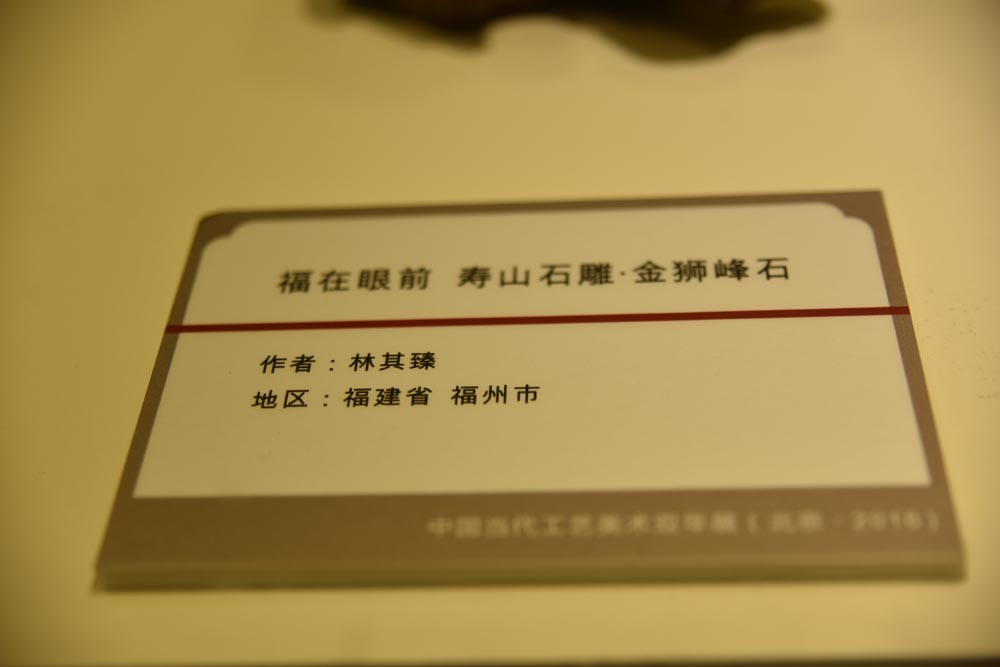 福在眼前 寿山石雕·金狮峰石
作者：林其臻
地区：福建省 福州市
中国当代工艺美术双年展（北京·2016）